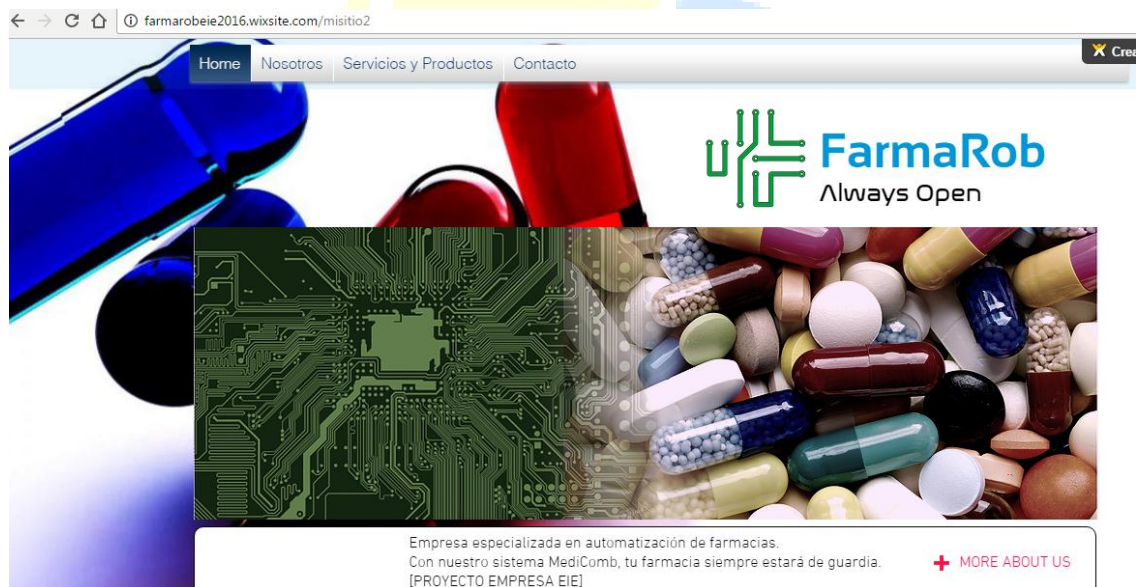 farmarobeie2016.wixsite.com/misitio2
Crea
Home Nosotros Servicios y Productos Contacto
FarmaRob
Always Open
Empresa especializada en automatización de farmacias.
Con nuestro sistema MediComb, tu farmacia siempre estará de guardia.
[PROYECTO EMPRESA EIE]
+ MORE ABOUT US